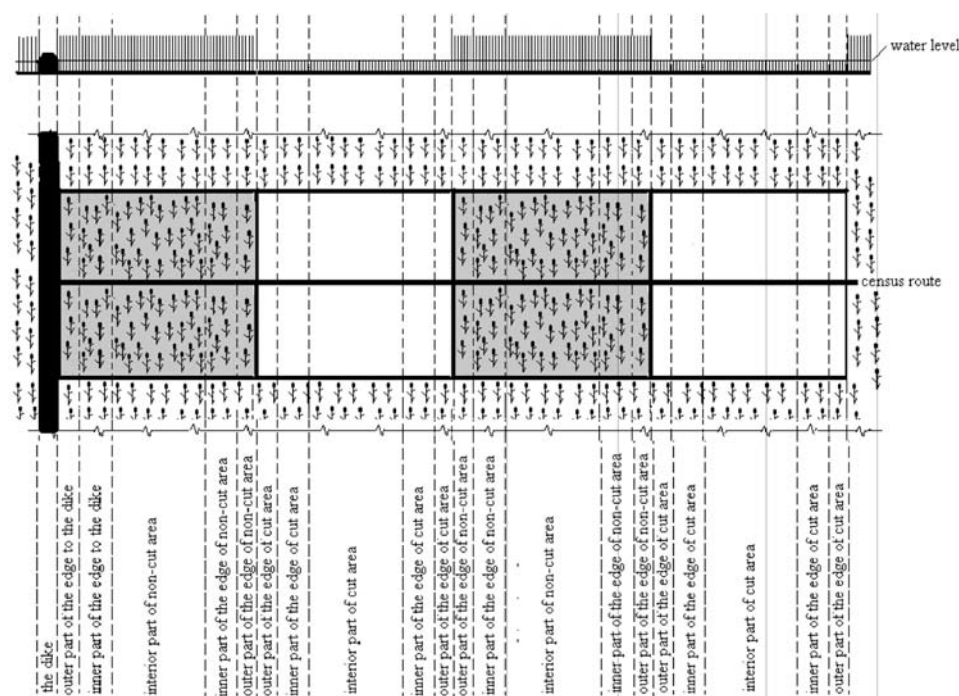 water level
census route
the dike
outer part of the edge to the dike
inner part of the edge to the dike
interior part of non-cut area
inner part of the edge of non-cut area
outer part of the edge of non-cut area
outer part of the edge of cut area
inner part of the edge of cut area
interior part of cut area
inner part of the edge of cut area
outer part of the edge of cut area
outer part of the edge of non-cut area
inner part of the edge of non-cut area
interior part of non-cut area
inner part of the edge of non-cut area
outer part of the edge of non-cut area
outer part of the edge of cut area
inner part of the edge of cut area
interior part of cut area
inner part of the edge of cut area
outer part of the edge of cut area